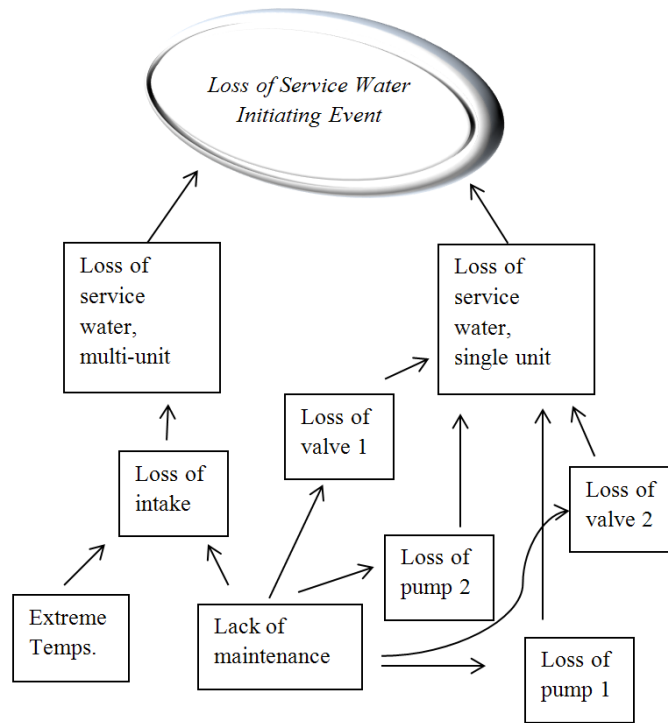 Loss of Service Water
Initiating Event
Loss of
service
water,
multi-unit
Loss of
service
water,
single unit
Loss of
valve 1
Loss of
intake
Loss of
valve 2
Loss of
pump 2
Extreme
Temps.
Lack of
maintenance
Loss of
pump 1